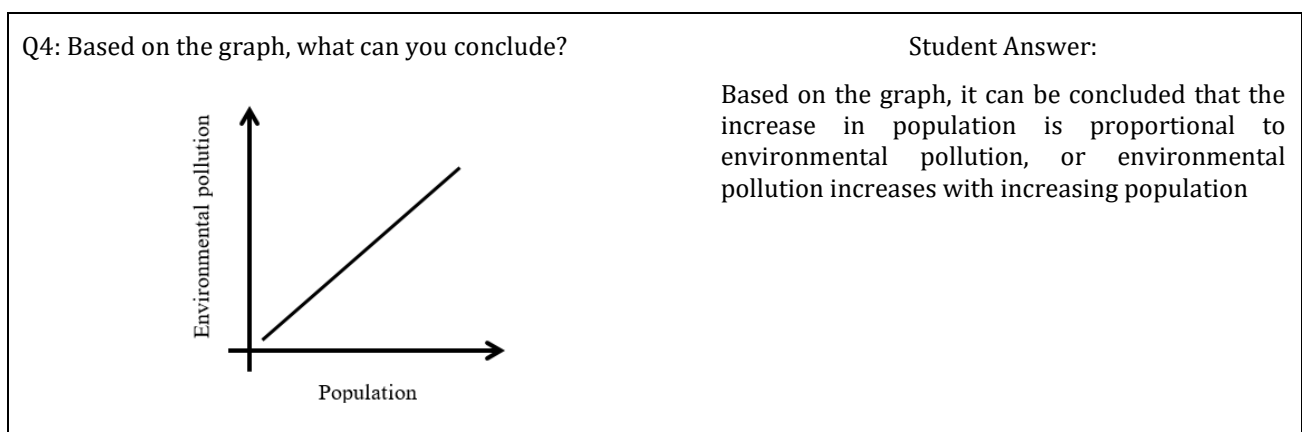 Q4: Based on the graph, what can you conclude?
Environmental pollution
Population
Student Answer:
Based on the graph, it can be concluded that the
increase in population is proportional to
environmental pollution, or environmental
pollution increases with increasing population